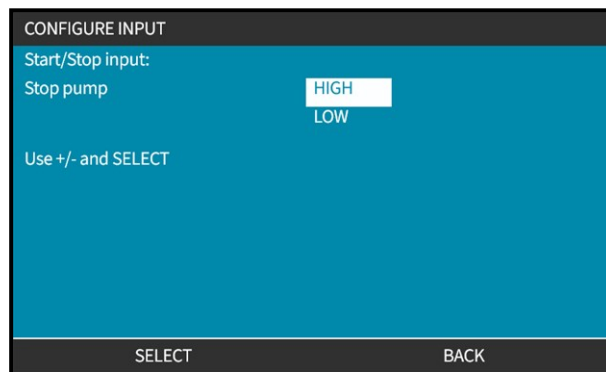 CONFIGURE INPUT
Start/Stop input:
Stop pump HIGH
LOW
Use +/- and SELECT
SELECT BACK